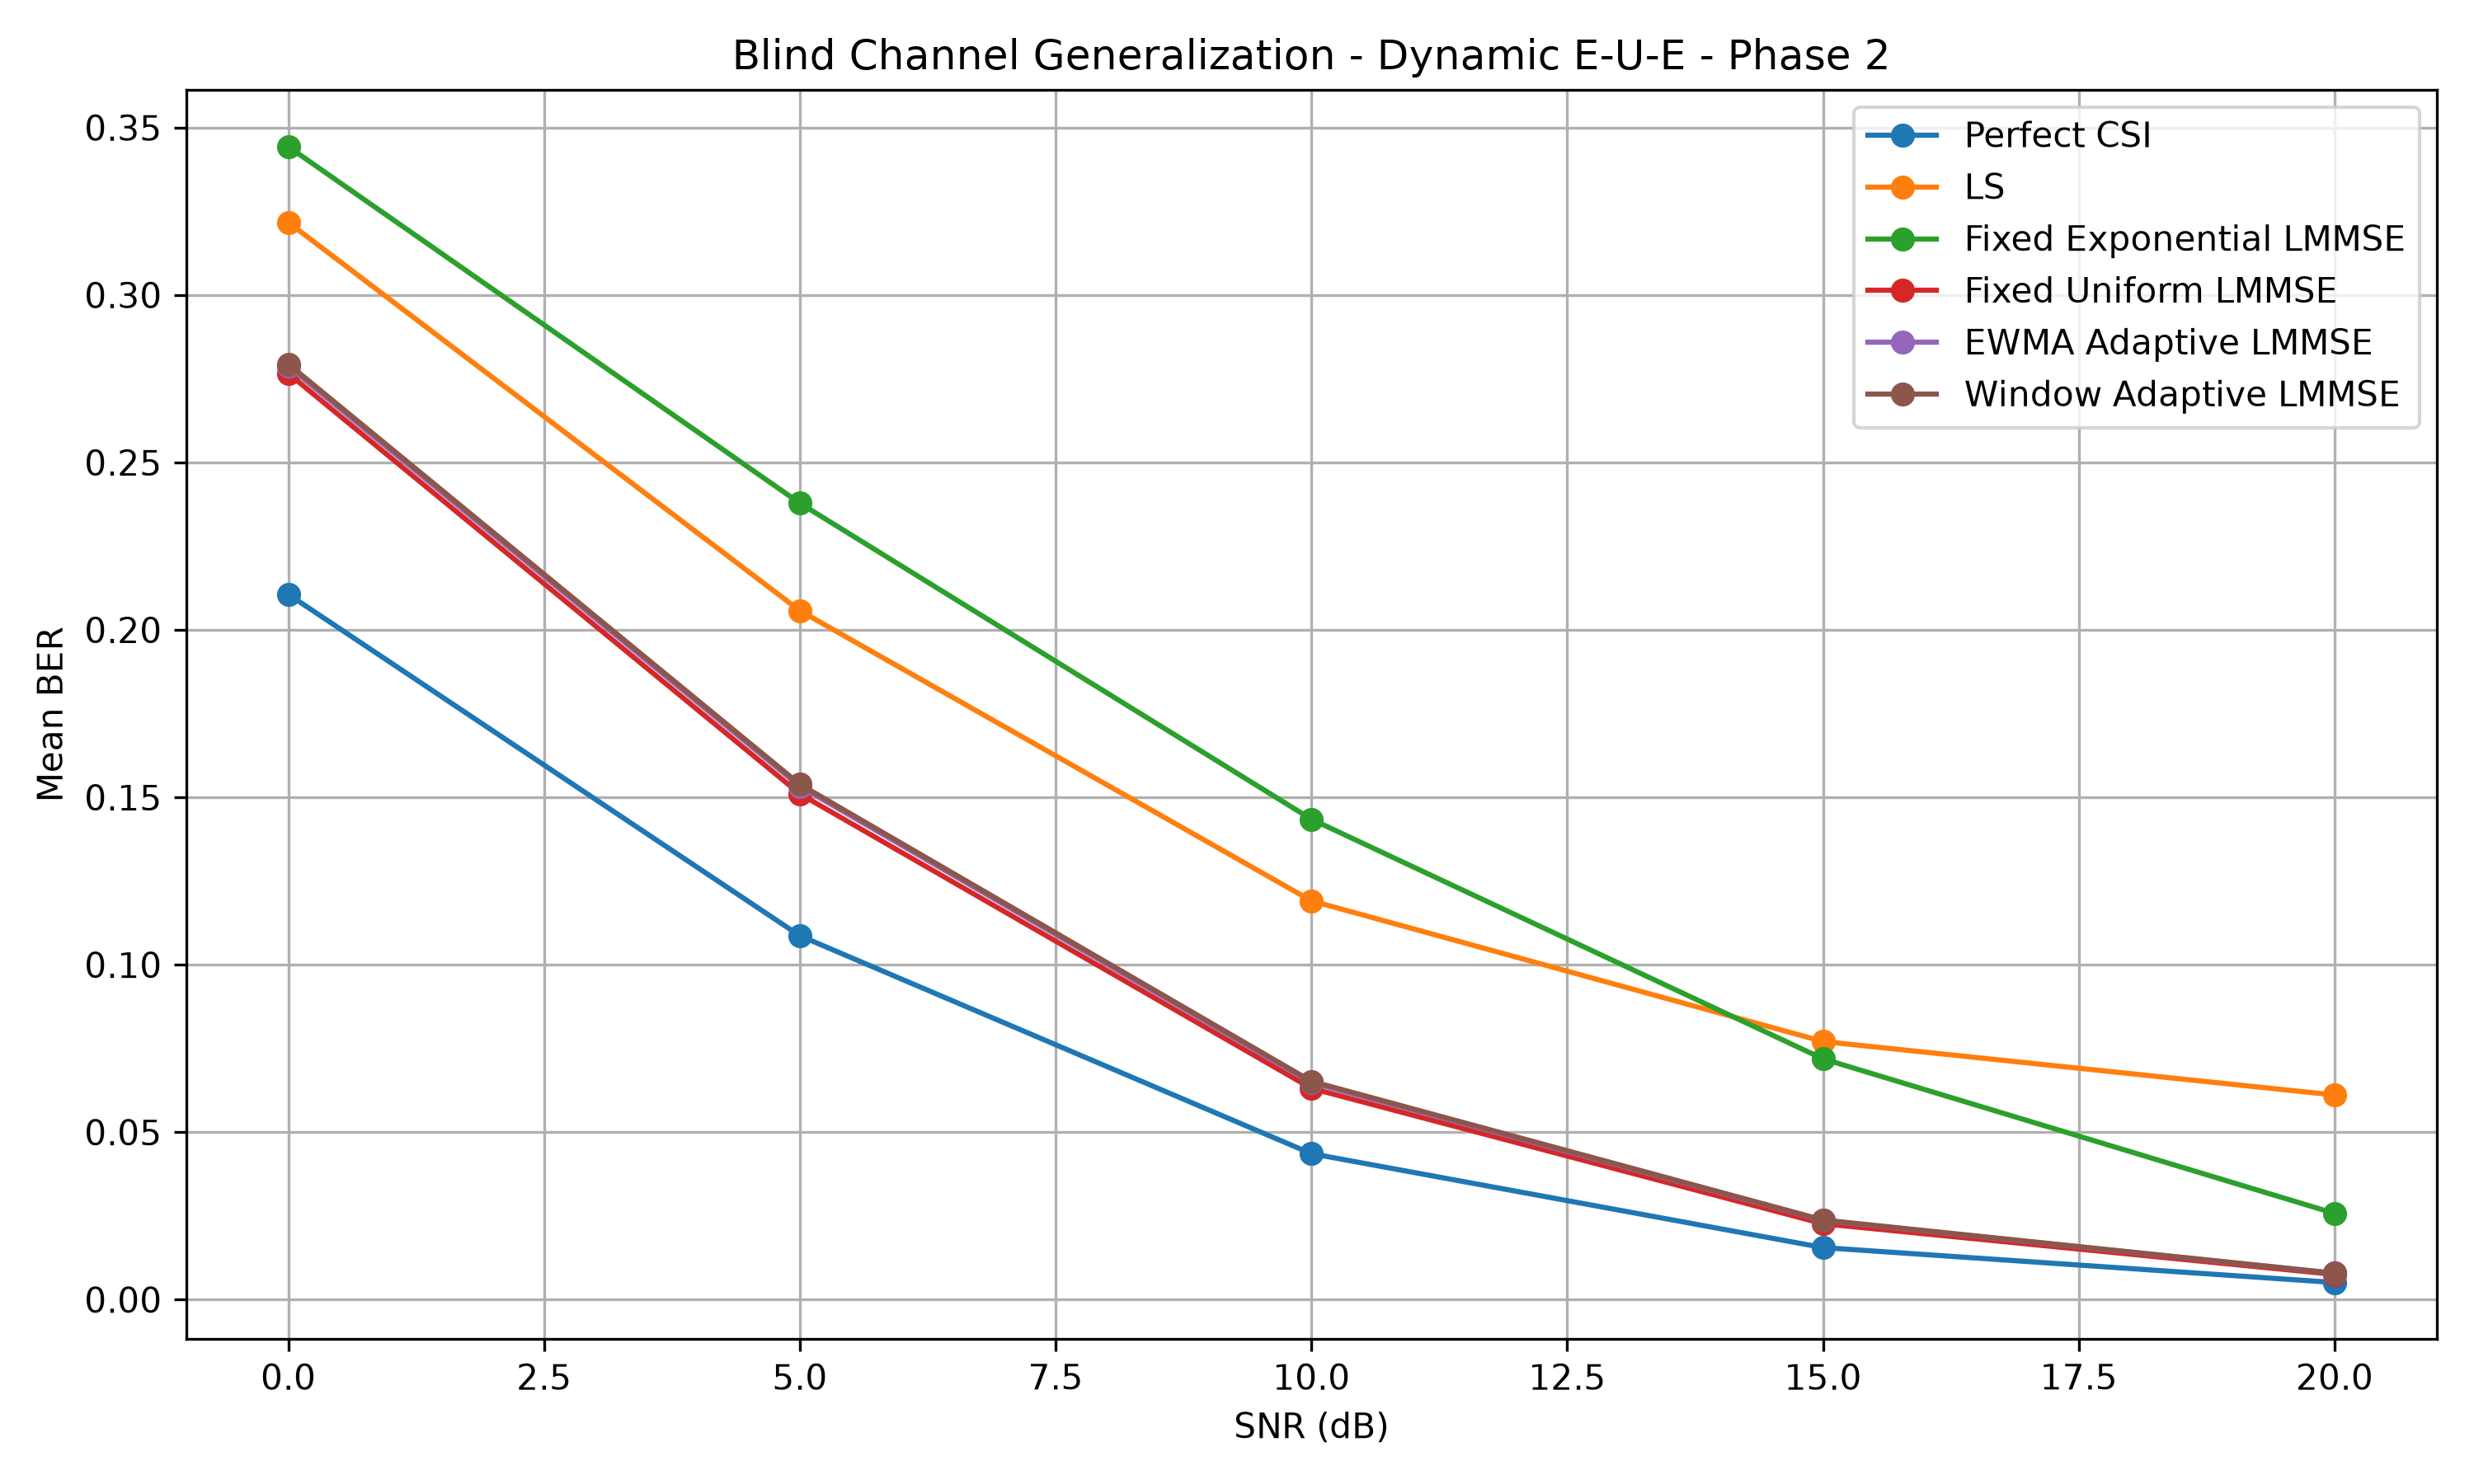 Blind Channel Generalization - Dynamic E-U-E - Phase 2
Perfect CSI
LS
Fixed Exponential LMMSE
Fixed Uniform LMMSE
EWMA Adaptive LMMSE
Window Adaptive LMMSE
Mean BER
0.35
0.30
0.25
0.20
0.15
0.10
0.05
0.00
0.0 2.5 5.0 7.5 10.0 12.5 15.0 17.5 20.0
SNR (dB)